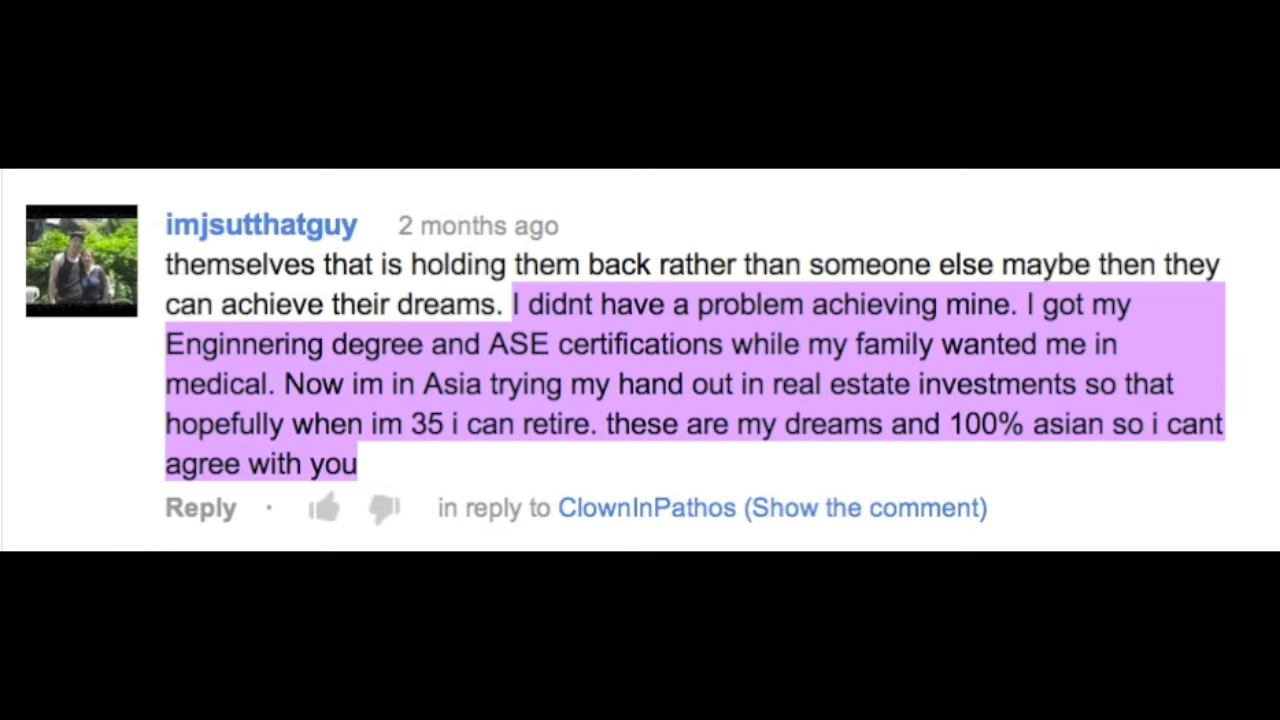 imjsutthatguy 2 months ago
themselves that is holding them back rather than someone else maybe then they
can achieve their dreams. I didnt have a problem achieving mine. I got my
Enginnering degree and ASE certifications while my family wanted me in
medical. Now im in Asia trying my hand out in real estate investments so that
hopefully when im 35 i can retire. these are my dreams and 100% asian so i cant
agree with you
Reply · in reply to ClownInPathos (Show the comment)